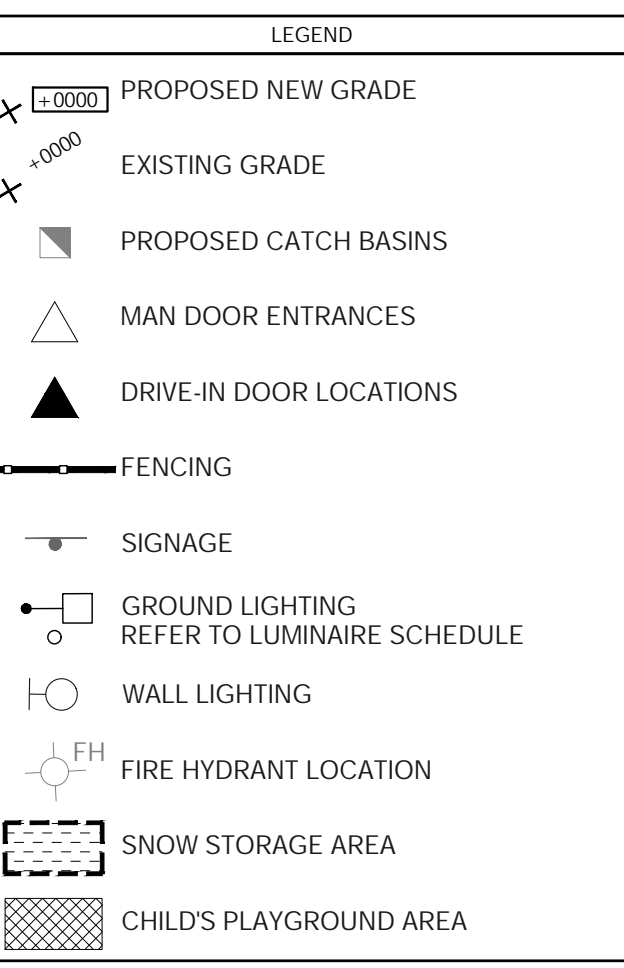 LEGEND
+0000 PROPOSED NEW GRADE
+0000 EXISTING GRADE
PROPOSED CATCH BASINS
MAN DOOR ENTRANCES
DRIVE-IN DOOR LOCATIONS
FENCING
SIGNAGE
GROUND LIGHTING
REFER TO LUMINAIRE SCHEDULE
WALL LIGHTING
FH FIRE HYDRANT LOCATION
SNOW STORAGE AREA
CHILD'S PLAYGROUND AREA